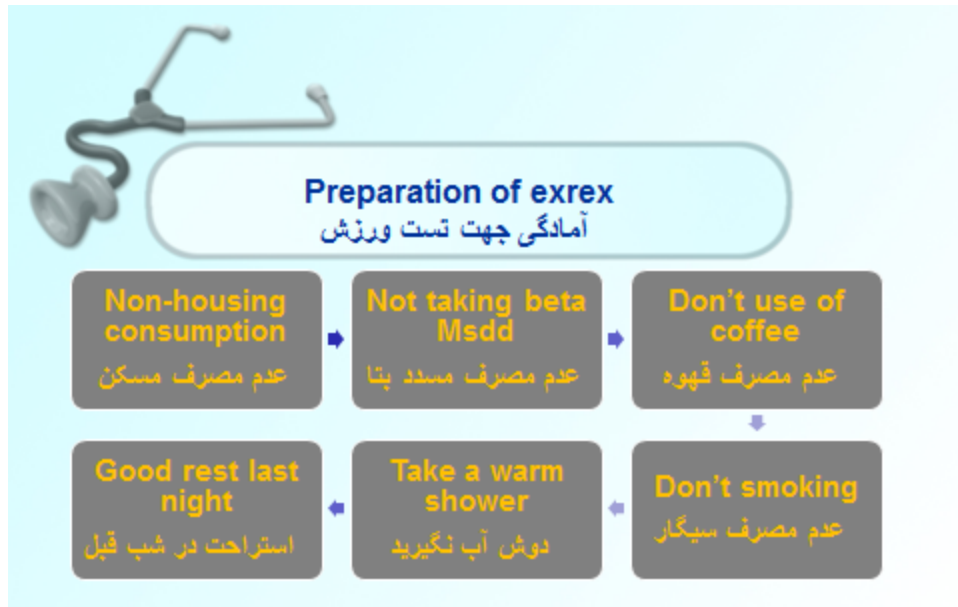 Preparation of exrex
آمادگی جهت تست ورزش
Non-housing
consumption
عدم مصرف مسکن
Not taking beta
Msdd
عدم مصرف مسدد بتا
Don't use of
coffee
عدم مصرف قهوه
Don't smoking
عدم مصرف سیگار
Take a warm
shower
دوش آب نگیرید
Good rest last
night
استراحت در شب قبل